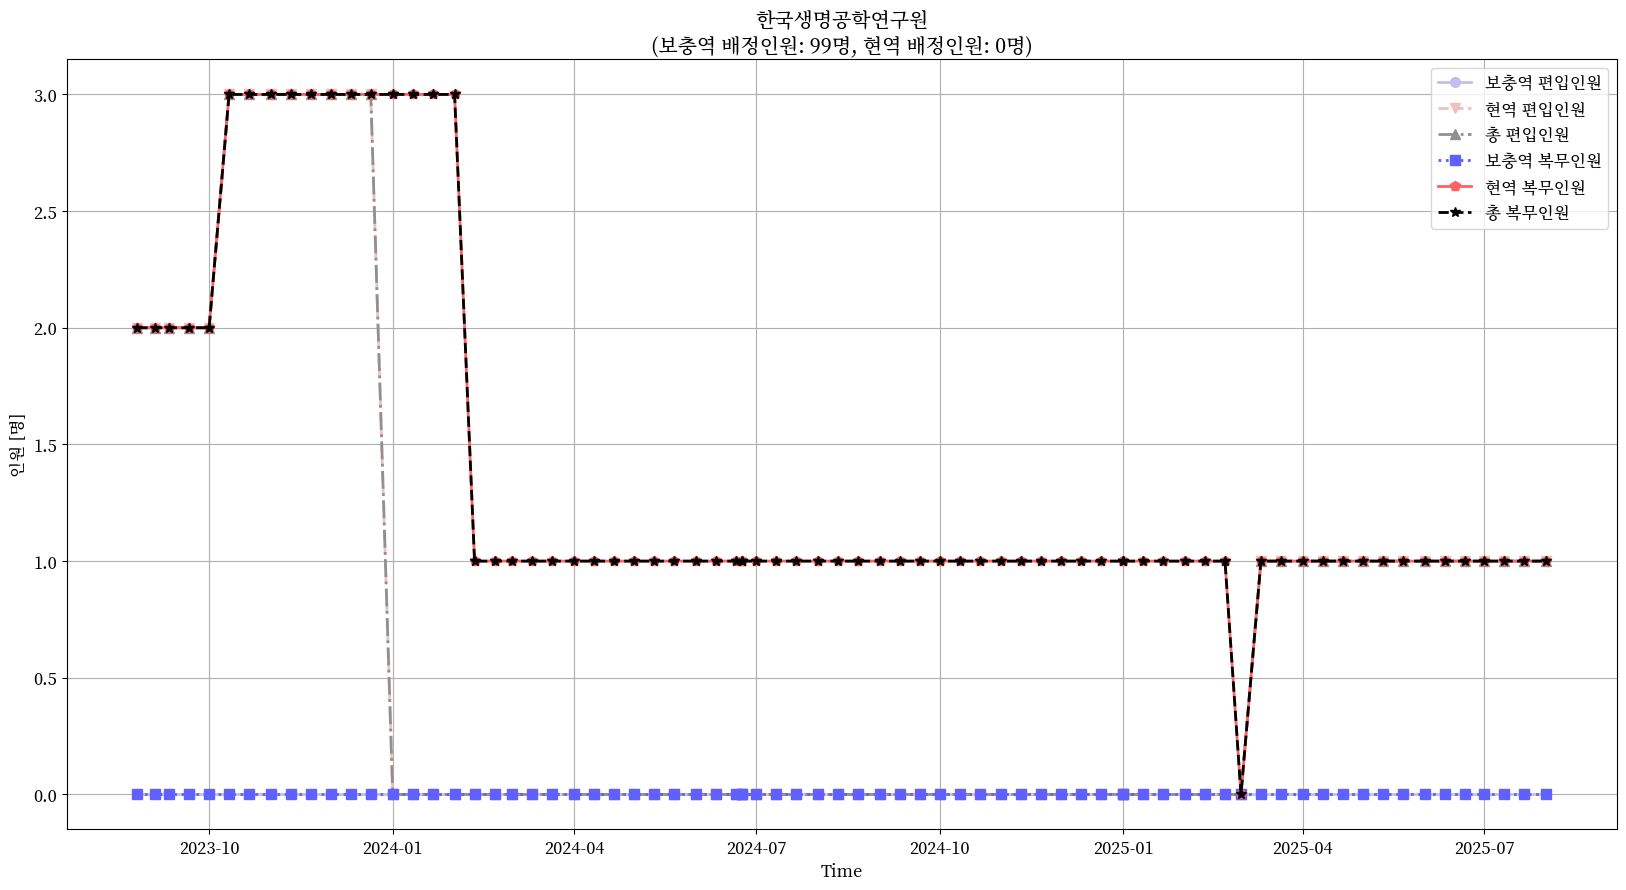 한국생명공학연구원
(보충역 배정인원: 99명, 현역 배정인원: 0명)
보충역 편입인원
현역 편입인원
총 편입인원
보충역 복무인원
현역 복무인원
총 복무인원
인원 [명]
3.0
2.5
2.0
1.5
1.0
0.5
0.0
2023-10
2024-01
2024-04
2024-07
2024-10
2025-01
2025-04
2025-07
Time